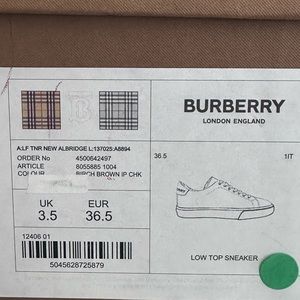 BURBERRY
LONDON ENGLAND
A:LF TNR NEW ALBRIDGE L:137025:A8894
ORDER No 4500642497
ARTICLE 8055885 1004
COLOUR BIRCH BROWN IP CHK
36.5 1IT
UK EUR
3.5 36.5
12406 01
5045628725879
LOW TOP SNEAKER